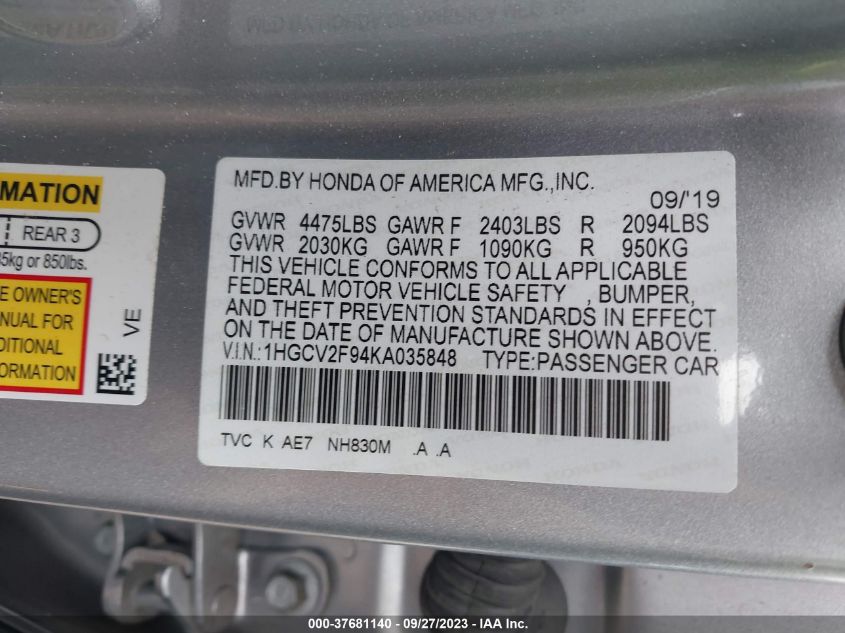 MFD.BY HONDA OF AMERICA MFG.,INC.
09/'19
GVWR 4475LBS GAWR F 2403LBS R 2094LBS
GVWR 2030KG GAWR F 1090KG R 950KG
THIS VEHICLE CONFORMS TO ALL APPLICABLE
FEDERAL MOTOR VEHICLE SAFETY , BUMPER,
AND THEFT PREVENTION STANDARDS IN EFFECT
ON THE DATE OF MANUFACTURE SHOWN ABOVE.
V.I.N.:1HGCV2F94KA035848 TYPE:PASSENGER CAR
TVC K AE7 NH830M .A .A
RMATION
REAR 3
5kg or 850lbs.
E OWNER'S
NUAL FOR
DITIONAL
ORMATION
VE
000-37681140 - 09/27/2023 - IAA Inc.